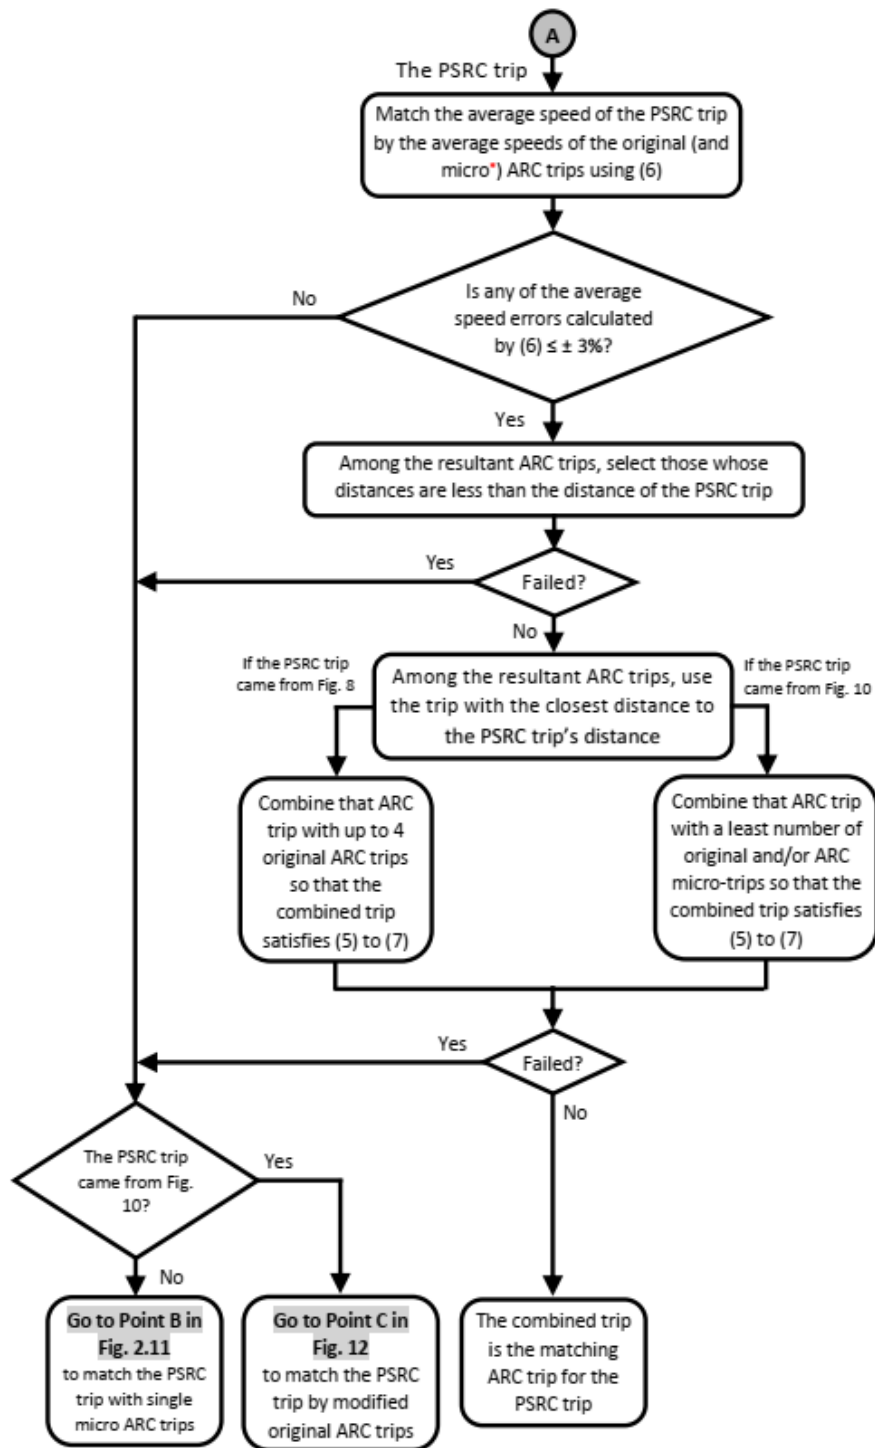 A
The PSRC trip
Match the average speed of the PSRC trip
by the average speeds of the original (and
micro*) ARC trips using (6)
No
Is any of the average
speed errors calculated
by (6) ≤ ± 3%?
Yes
Among the resultant ARC trips, select those whose
distances are less than the distance of the PSRC trip
Yes
Failed?
No
If the PSRC trip
came from Fig. 8
Among the resultant ARC trips, use
the trip with the closest distance to
the PSRC trip's distance
If the PSRC trip
came from Fig. 10
Combine that ARC
trip with up to 4
original ARC trips
so that the
combined trip
satisfies (5) to (7)
Combine that ARC trip
with a least number of
original and/or ARC
micro-trips so that the
combined trip satisfies
(5) to (7)
Yes
Failed?
No
The PSRC trip
came from Fig.
10?
Yes
No
Go to Point B in
Fig. 2.11
to match the PSRC
trip with single
micro ARC trips
Go to Point C in
Fig. 12
to match the PSRC
trip by modified
original ARC trips
The combined trip
is the matching
ARC trip for the
PSRC trip